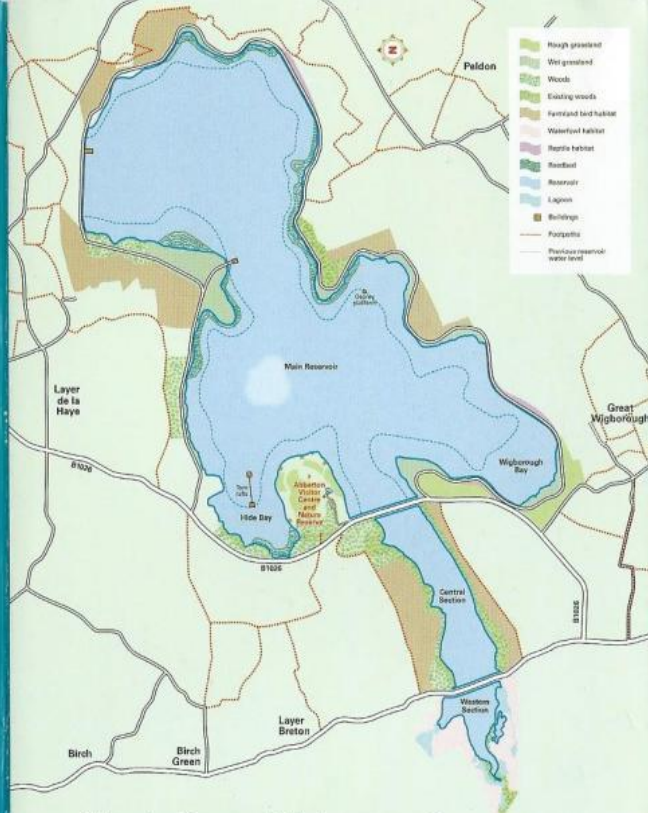 N
Peldon
Rough grassland
Wet grassland
Woods
Existing woods
Farmland bird habitat
Waterfowl habitat
Reptile habitat
Reedbed
Reservoir
Lagoon
Buildings
Footpaths
Previous reservoir
water level
Osprey
platform
Main Reservoir
Layer
de la
Haye
Great
Wigborough
B1026
Wigborough
Bay
Tern
rafts
Hide Bay
Abberton
Visitor
Centre
and
Nature
Reserve
B1026
Central
Section
B1026
Western
Section
Layer
Breton
Birch
Birch
Green